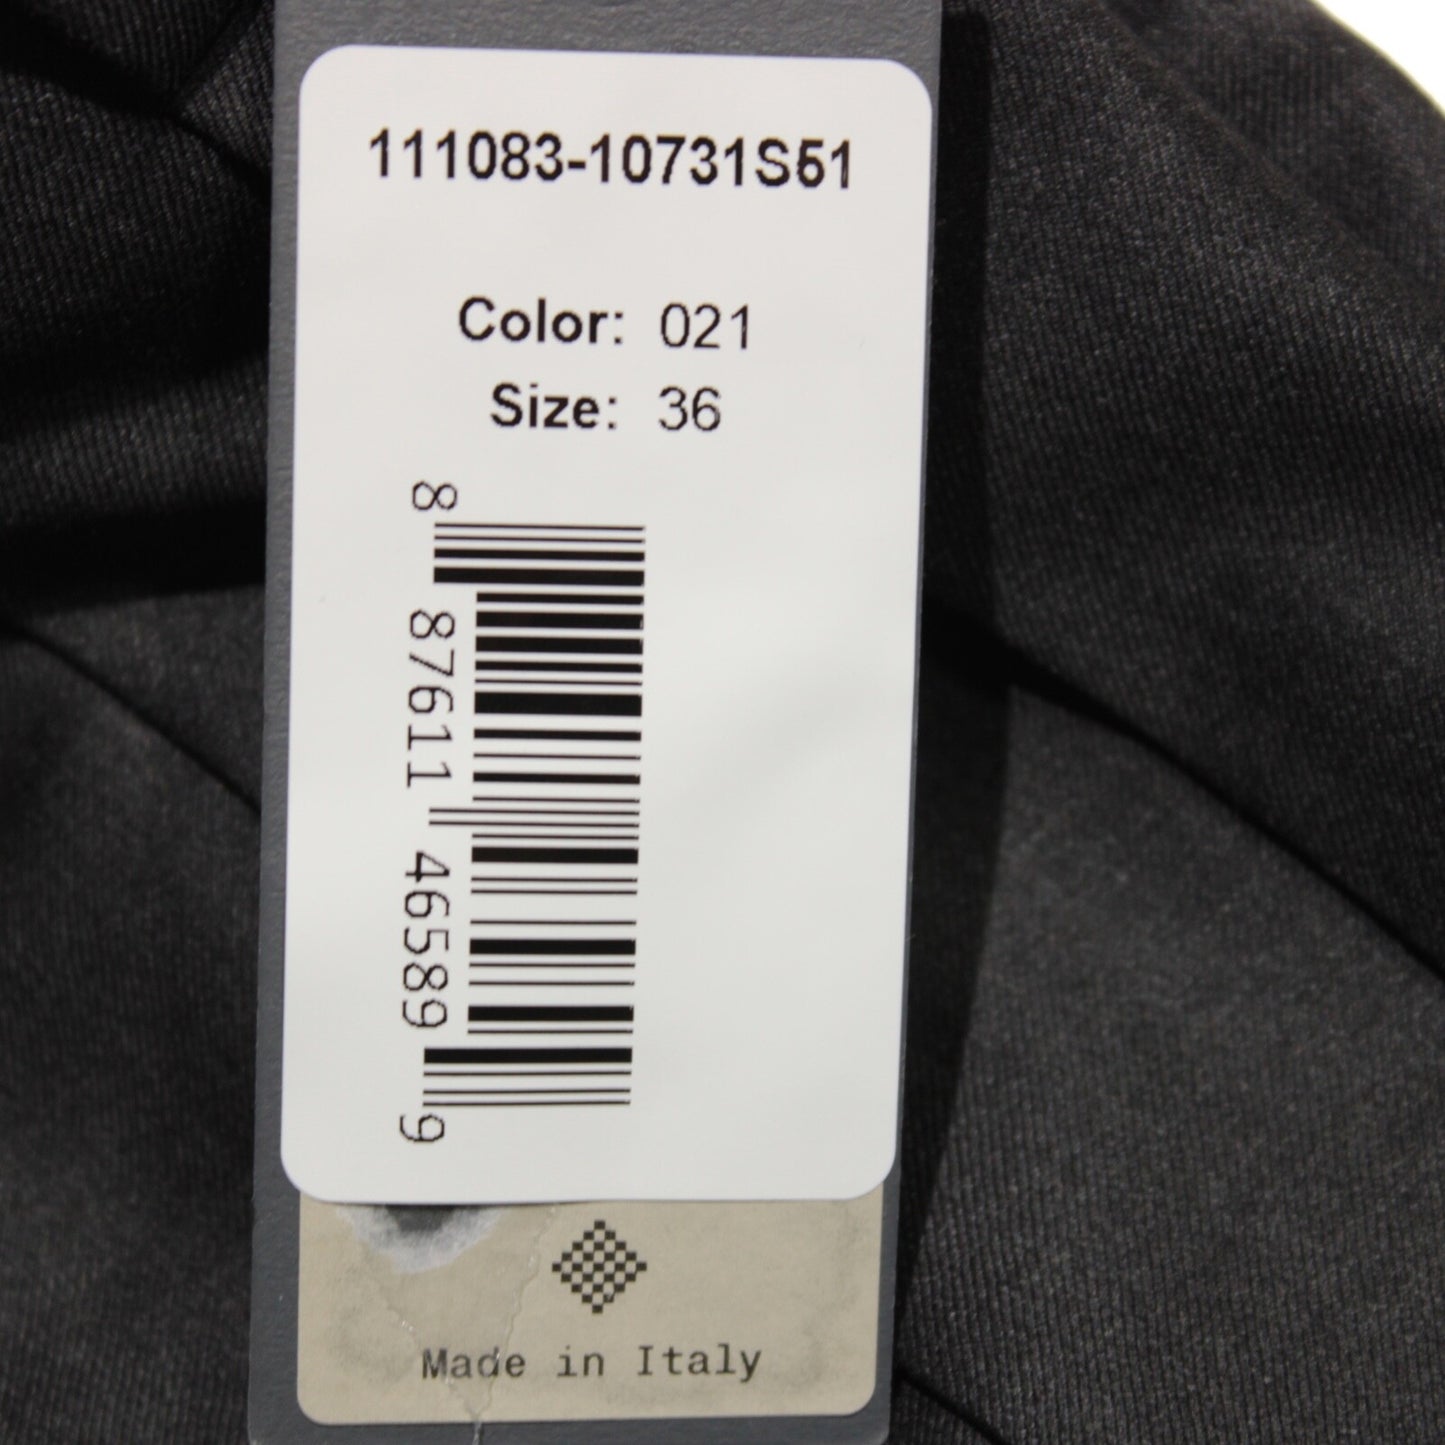 111083-10731S51
Color: 021
Size: 36
8 87611 46589 9
Made in Italy